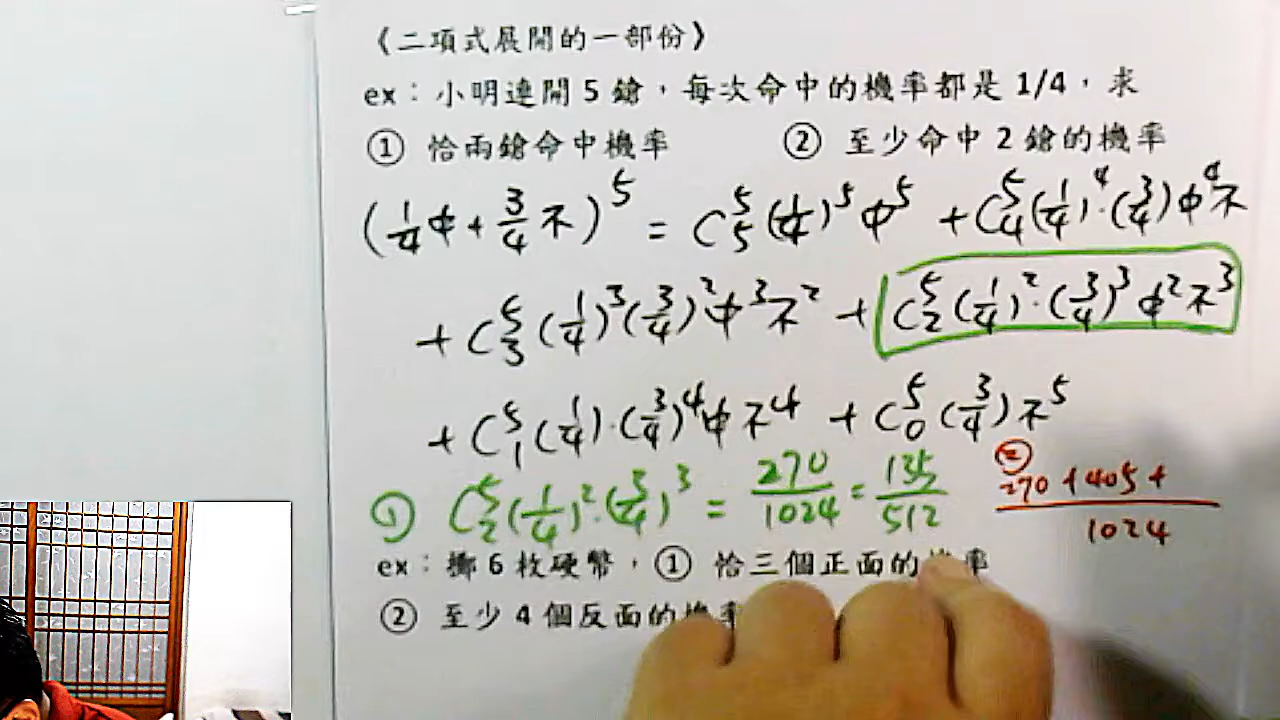 《二項式展開的一部份》
ex：小明連開 5 鎗，每次命中的機率都是 1/4，求
① 恰兩鎗命中機率 ② 至少命中 2 鎗的機率
(1/4 中 + 3/4 不)^5 = C^5_5 (1/4)^5 中^5 + C^5_4 (1/4)^4 · (3/4) 中^4 不
+ C^5_3 (1/4)^3 (3/4)^2 中^3 不^2 + C^5_2 (1/4)^2 · (3/4)^3 中^2 不^3
+ C^5_1 (1/4) · (3/4)^4 中 不^4 + C^5_0 (3/4) 不^5
① C^5_2 (1/4)^2 · (3/4)^3 = 270/1024 = 135/512
② 270 + 405 + / 1024
ex：擲 6 枚硬幣，① 恰三個正面的機率
② 至少 4 個反面的機率